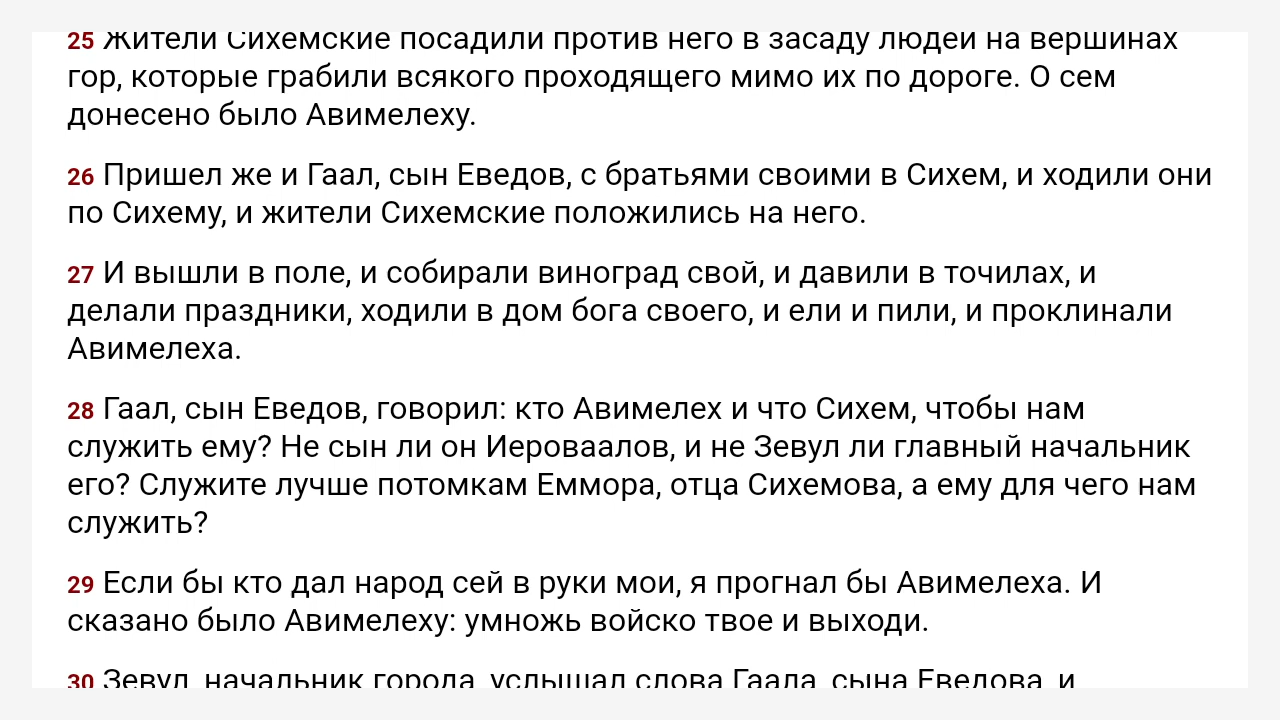 25 Жители Сихемские посадили против него в засаду людей на вершинах
гор, которые грабили всякого проходящего мимо их по дороге. О сем
донесено было Авимелеху.
26 Пришел же и Гаал, сын Еведов, с братьями своими в Сихем, и ходили они
по Сихему, и жители Сихемские положились на него.
27 И вышли в поле, и собирали виноград свой, и давили в точилах, и
делали праздники, ходили в дом бога своего, и ели и пили, и проклинали
Авимелеха.
28 Гаал, сын Еведов, говорил: кто Авимелех и что Сихем, чтобы нам
служить ему? Не сын ли он Иероваалов, и не Зевул ли главный начальник
его? Служите лучше потомкам Еммора, отца Сихемова, а ему для чего нам
служить?
29 Если бы кто дал народ сей в руки мои, я прогнал бы Авимелеха. И
сказано было Авимелеху: умножь войско твое и выходи.
30 Зевул, начальник города, услышал слова Гаала, сына Еведова, и